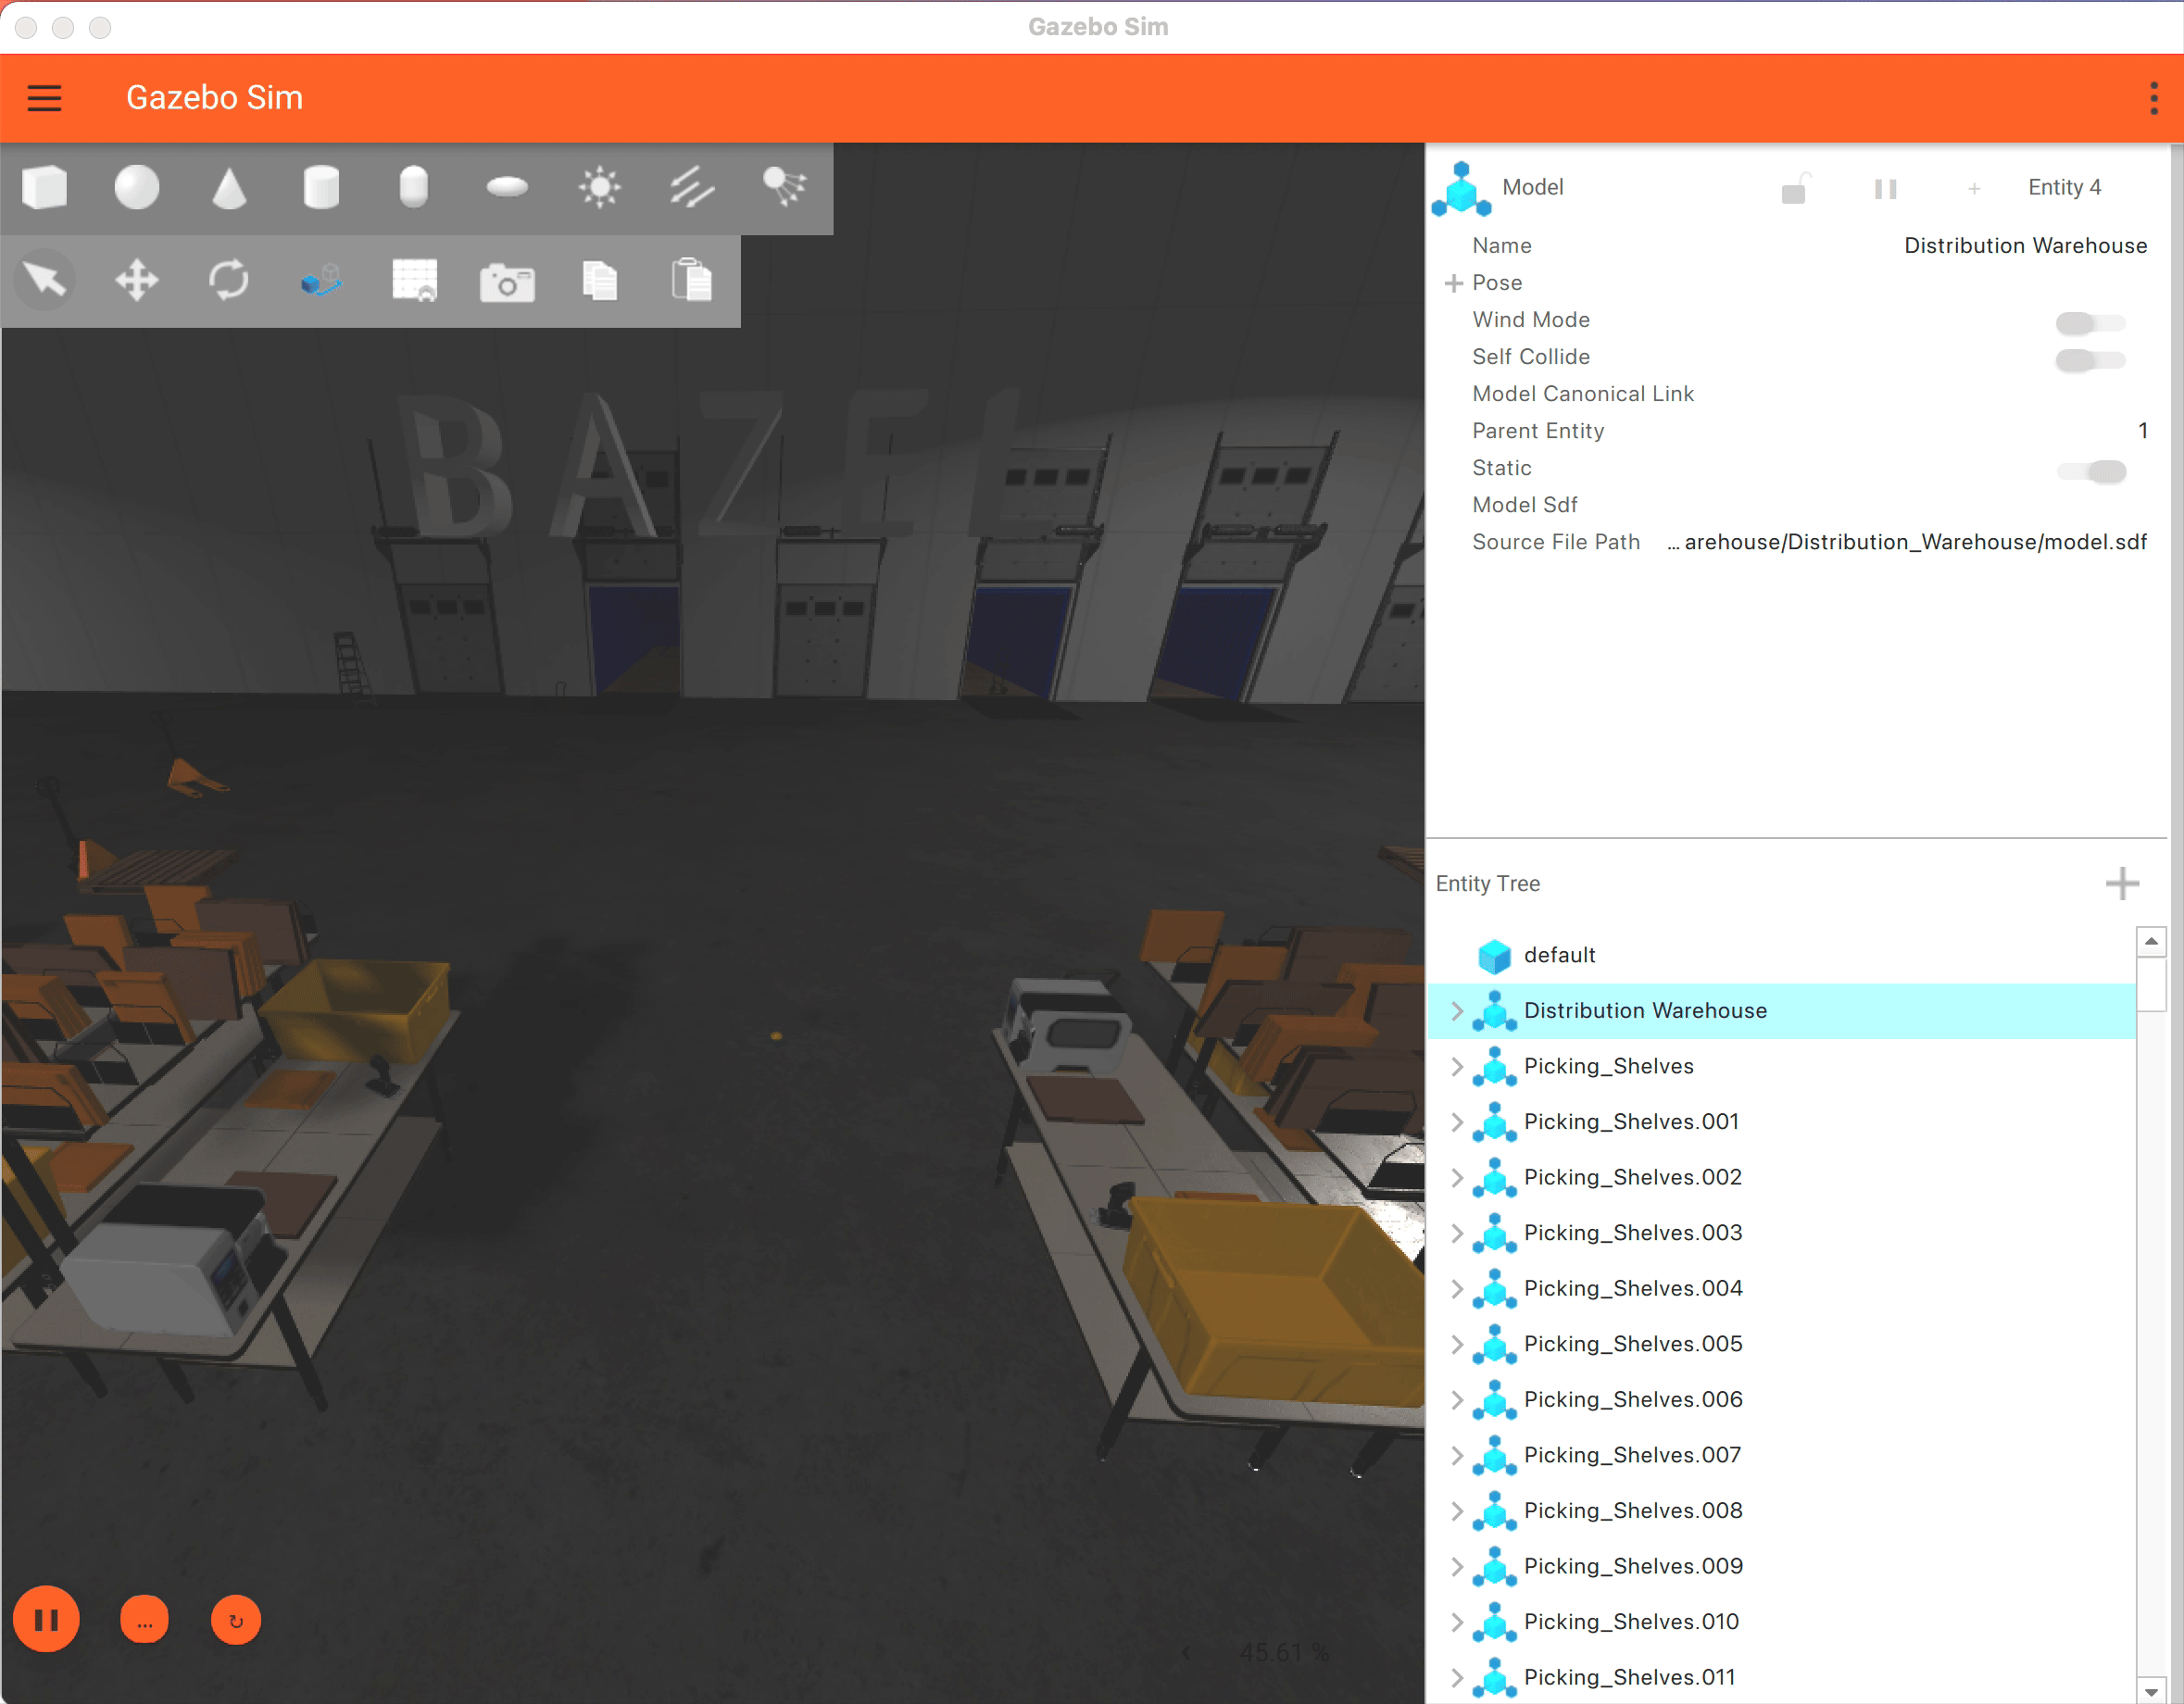 Gazebo Sim
Gazebo Sim
BAZEL
Model
Entity 4
Name
Distribution Warehouse
Pose
Wind Mode
Self Collide
Model Canonical Link
Parent Entity
1
Static
Model Sdf
Source File Path
... arehouse/Distribution_Warehouse/model.sdf
Entity Tree
default
Distribution Warehouse
Picking_Shelves
Picking_Shelves.001
Picking_Shelves.002
Picking_Shelves.003
Picking_Shelves.004
Picking_Shelves.005
Picking_Shelves.006
Picking_Shelves.007
Picking_Shelves.008
Picking_Shelves.009
Picking_Shelves.010
Picking_Shelves.011
...
45.61 %